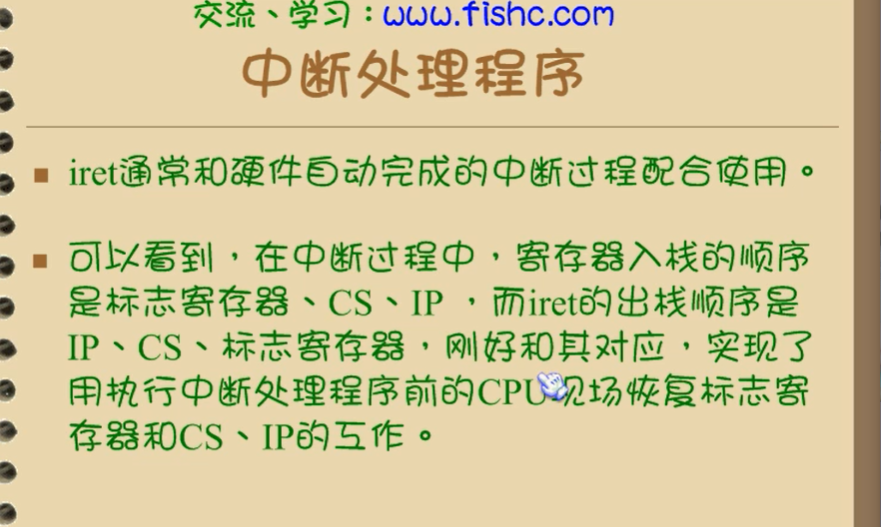 交流、学习：www.fishc.com
中断处理程序
iret通常和硬件自动完成的中断过程配合使用。
可以看到，在中断过程中，寄存器入栈的顺序
是标志寄存器、CS、IP ，而iret的出栈顺序是
IP、CS、标志寄存器，刚好和其对应，实现了
用执行中断处理程序前的CPU现场恢复标志寄
存器和CS、IP的工作。